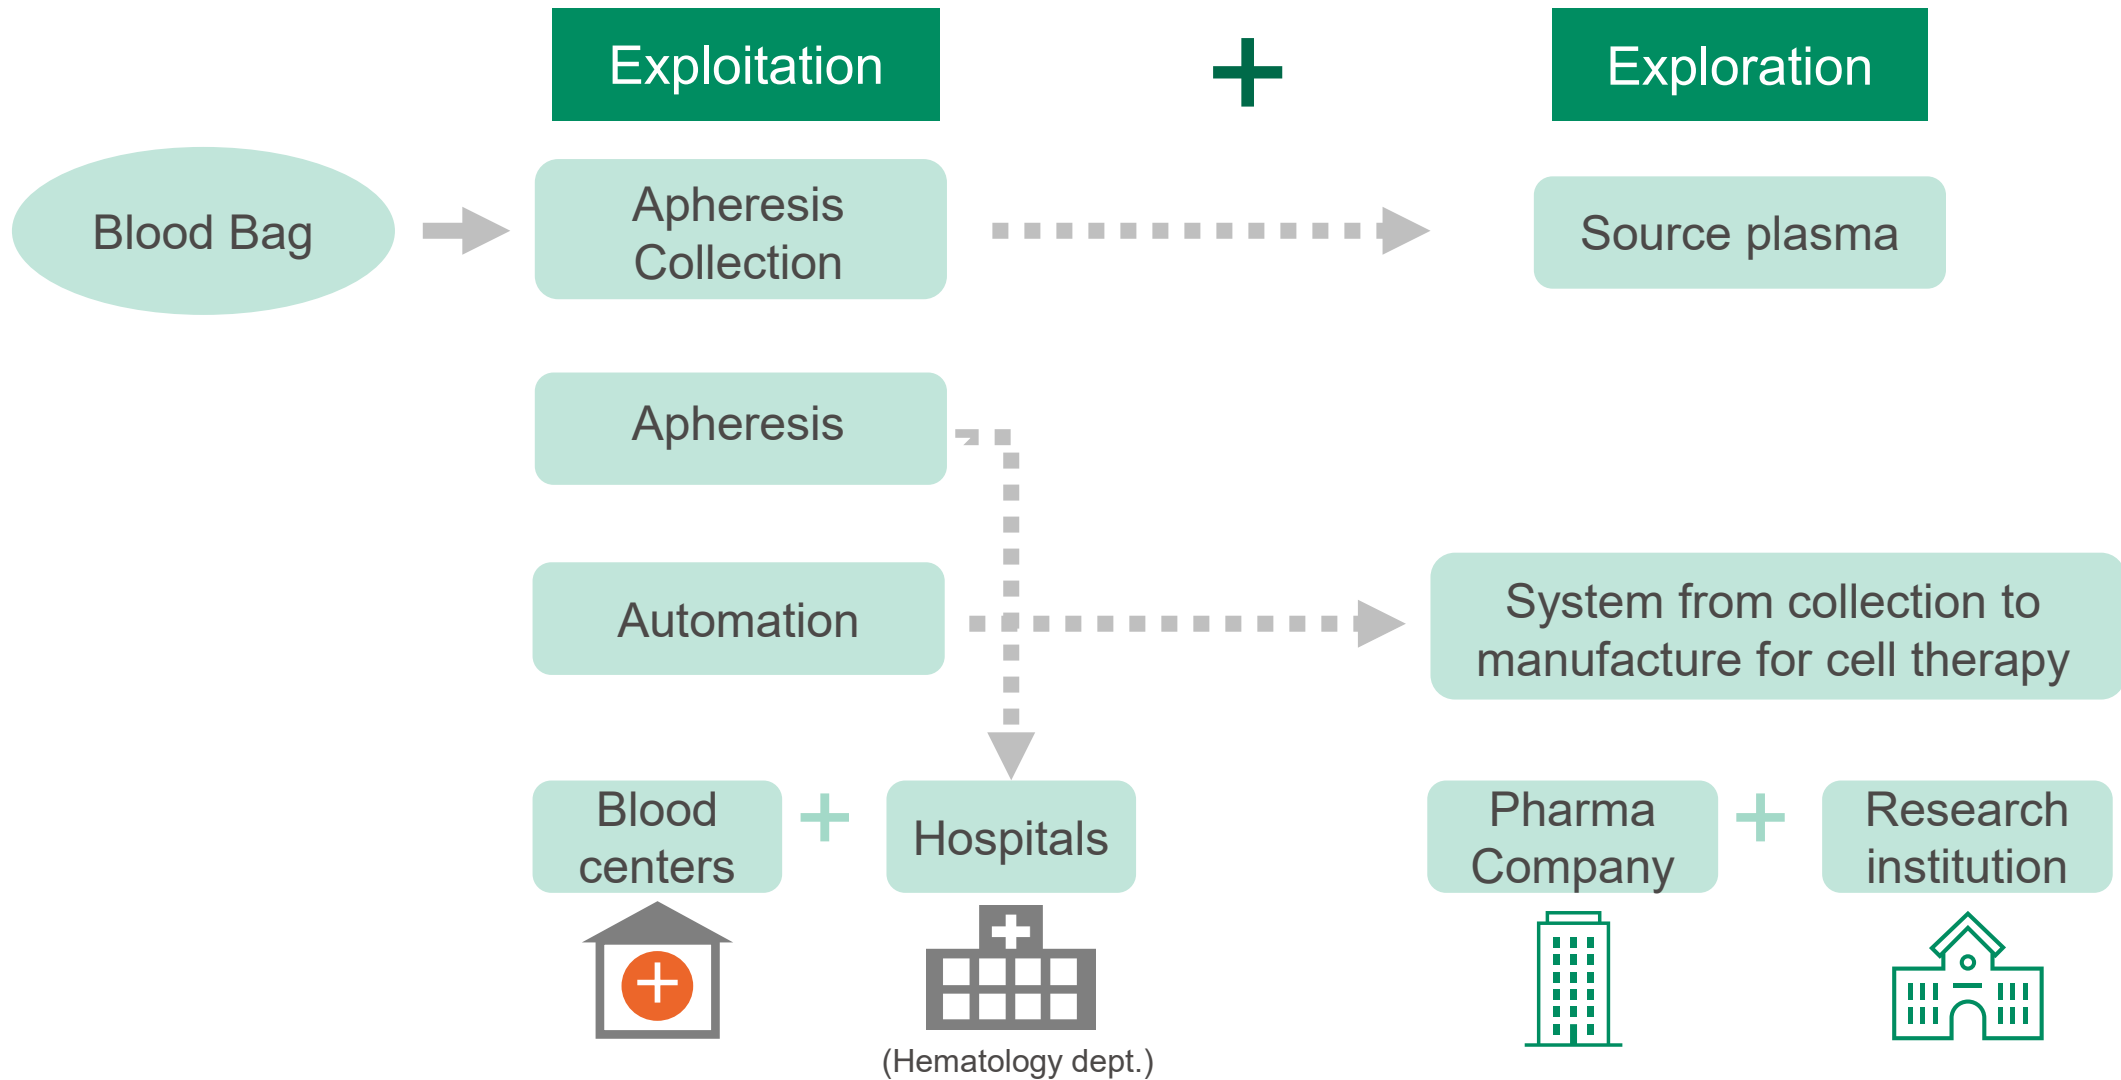 Exploitation
+
Exploration
Blood Bag
Apheresis
Collection
Source plasma
Apheresis
Automation
System from collection to
manufacture for cell therapy
Blood
centers
+
Hospitals
Pharma
Company
+
Research
institution
(Hematology dept.)